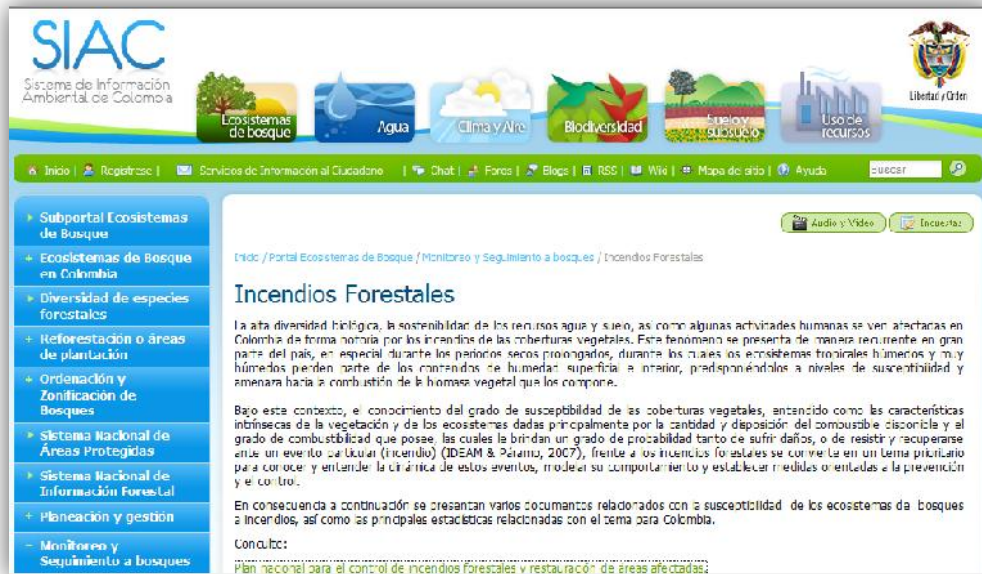 SIAC
Sistema de Información
Ambiental de Colombia
Ecosistemas
de bosque
Agua
Clima y Aire
Biodiversidad
Suelo y
subsuelo
Uso de
recursos
Libertad y Orden
Inicio | Registrese | Servicios de Información al Ciudadano | Chat | Foros | Blogs | RSS | Wiki | Mapa del sitio | Ayuda
Buscar
Subportal Ecosistemas
de Bosque
Ecosistemas de Bosque
en Colombia
Diversidad de especies
forestales
Reforestación o áreas
de plantación
Ordenación y
Zonificación de
Bosques
Sistema Nacional de
Áreas Protegidas
Sistema Nacional de
Información Forestal
Planeación y gestión
Monitoreo y
Seguimiento a bosques
Audio y Video
Encuestas
Inicio / Portal Ecosistemas de Bosque / Monitoreo y Seguimiento a bosques / Incendios Forestales
Incendios Forestales
La alta diversidad biológica, la sostenibilidad de los recursos agua y suelo, así como algunas actividades humanas se ven afectadas en
Colombia de forma notoria por los incendios de las coberturas vegetales. Este fenómeno se presenta de manera recurrente en gran
parte del país, en especial durante los periodos secos prolongados, durante los cuales los ecosistemas tropicales húmedos y muy
húmedos pierden parte de los contenidos de humedad superficial e interior, predisponiéndolos a niveles de susceptibilidad y
amenaza hacia la combustión de la biomasa vegetal que los compone.
Bajo este contexto, el conocimiento del grado de susceptibildad de las coberturas vegetales, entendido como las características
intrínsecas de la vegetación y de los ecosistemas dadas principalmente por la cantidad y disposición del combustible disponible y el
grado de combustibilidad que posee, las cuales le brindan un grado de probabilidad tanto de sufrir daños, o de resistir y recuperarse
ante un evento particular (incendio) (IDEAM & Páramo, 2007), frente a los incendios forestales se convierte en un tema prioritario
para conocer y entender la dinámica de estos eventos, modelar su comportamiento y establecer medidas orientadas a la prevención
y el control.
En consecuencia a continuación se presentan varios documentos relacionados con la susceptibilidad de los ecosistemas de bosques
a incendios, así como las principales estadísticas relacionadas con el tema para Colombia.
Consulte:
Plan nacional para el control de incendios forestales y restauración de áreas afectadas.